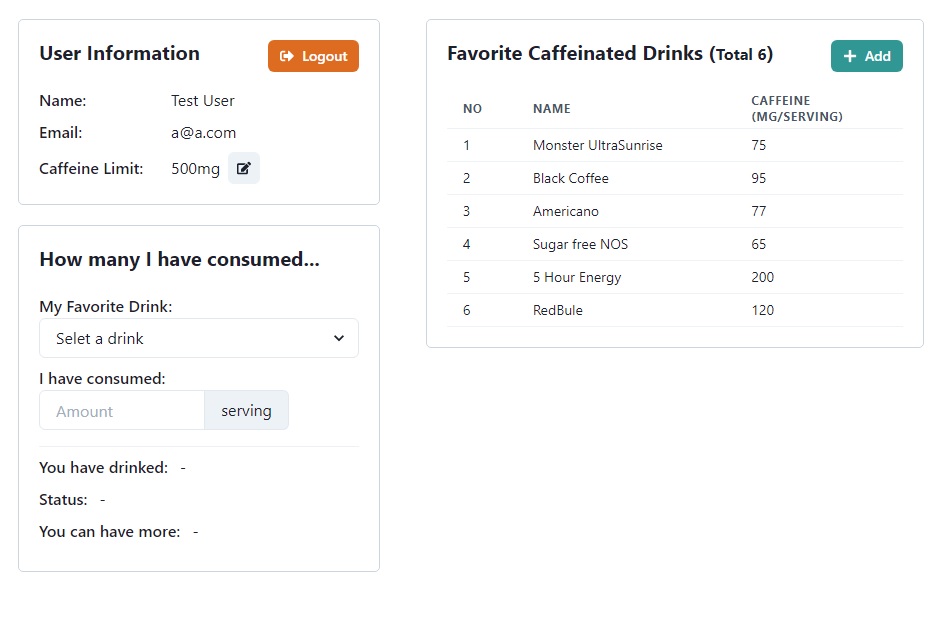 User Information
Logout
Name: Test User
Email: a@a.com
Caffeine Limit: 500mg
How many I have consumed...
My Favorite Drink:
Selet a drink
I have consumed:
Amount serving
You have drinked: -
Status: -
You can have more: -
Favorite Caffeinated Drinks (Total 6)
+ Add
NO NAME CAFFEINE (MG/SERVING)
1 Monster UltraSunrise 75
2 Black Coffee 95
3 Americano 77
4 Sugar free NOS 65
5 5 Hour Energy 200
6 RedBule 120